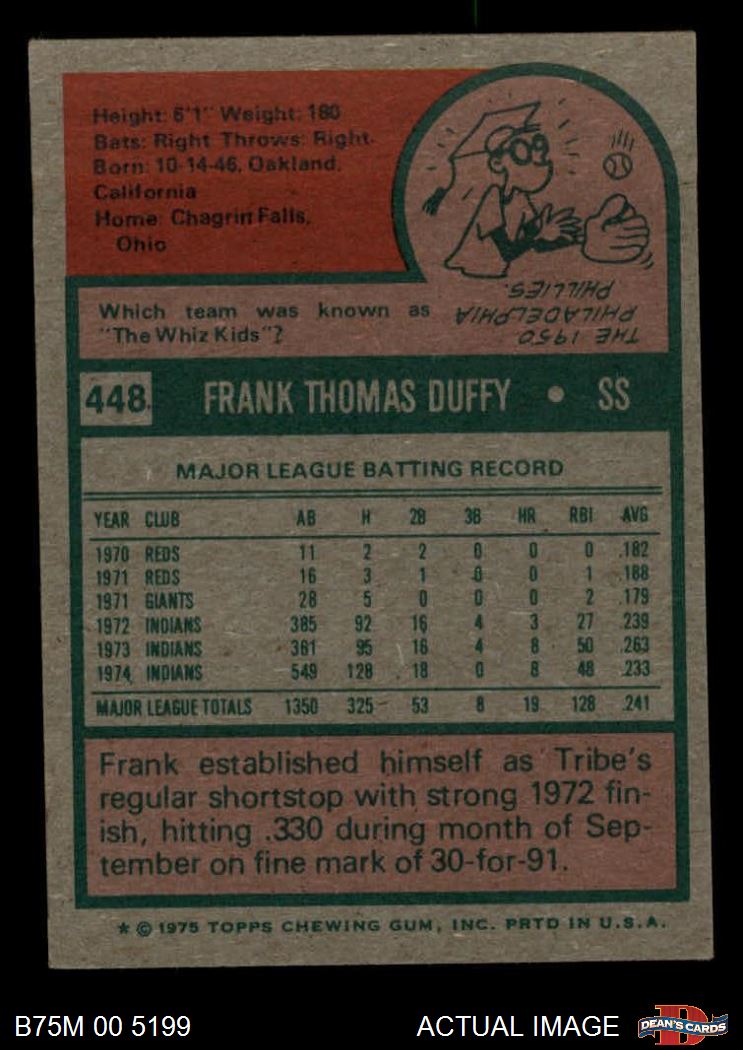 Height: 6'1" Weight: 180
Bats: Right Throws: Right
Born: 10-14-46, Oakland,
California
Home: Chagrin Falls,
Ohio
Which team was known as
"The Whiz Kids"?
THE 1950
PHILADELPHIA
PHILLIES.
448 FRANK THOMAS DUFFY • SS
MAJOR LEAGUE BATTING RECORD
YEAR CLUB AB H 2B 3B HR RBI AVG
1970 REDS 11 2 2 0 0 0 .182
1971 REDS 16 3 1 0 0 1 .188
1971 GIANTS 28 5 0 0 0 2 .179
1972 INDIANS 385 92 16 4 3 27 .239
1973 INDIANS 361 95 16 4 8 50 .263
1974 INDIANS 549 128 18 0 8 48 .233
MAJOR LEAGUE TOTALS 1350 325 53 8 19 128 .241
Frank established himself as Tribe's
regular shortstop with strong 1972 fin-
ish, hitting .330 during month of Sep-
tember on fine mark of 30-for-91.
* © 1975 TOPPS CHEWING GUM, INC. PRTD IN U.S.A.
B75M 00 5199 ACTUAL IMAGE
D
DEAN'S CARDS